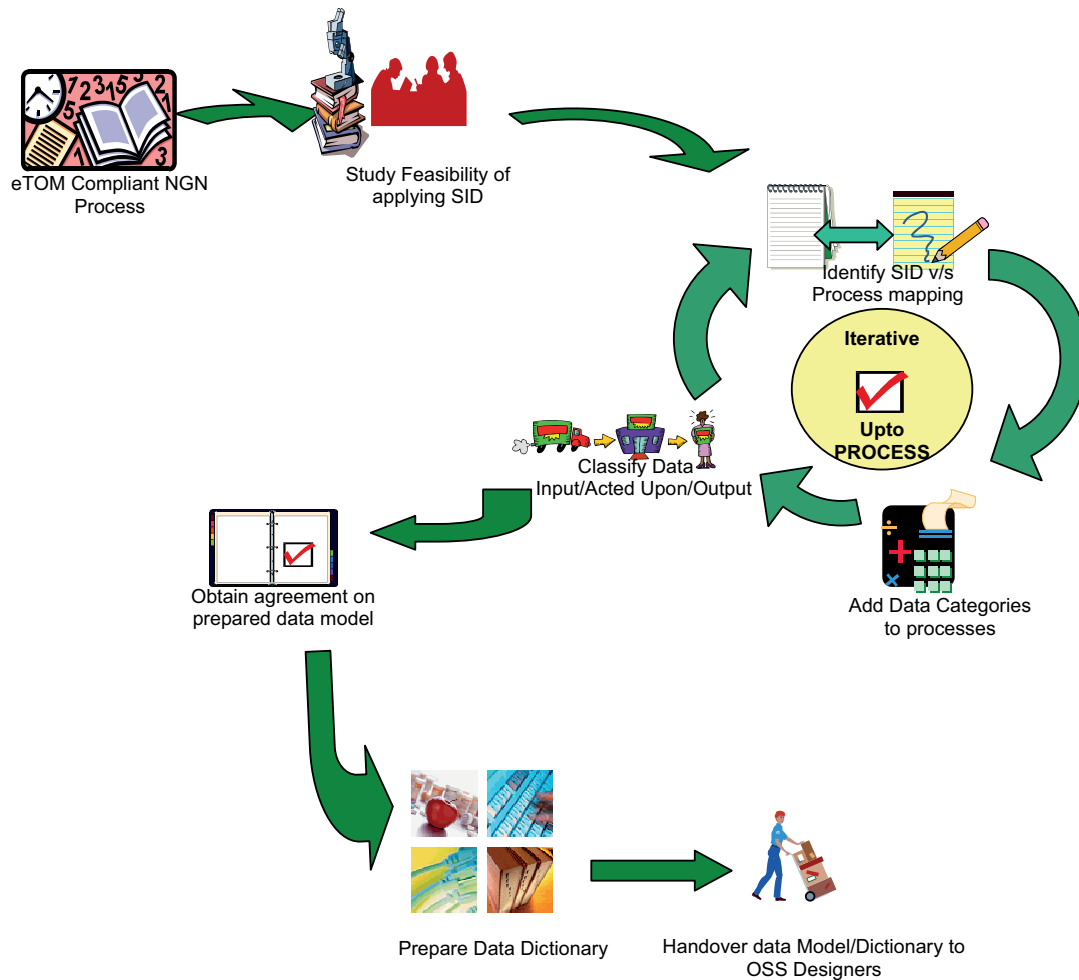 eTOM Compliant NGN
Process
Study Feasibility of
applying SID
Identify SID v/s
Process mapping
Iterative
Upto
PROCESS
Classify Data
Input/Acted Upon/Output
Add Data Categories
to processes
Obtain agreement on
prepared data model
Prepare Data Dictionary
Handover data Model/Dictionary to
OSS Designers